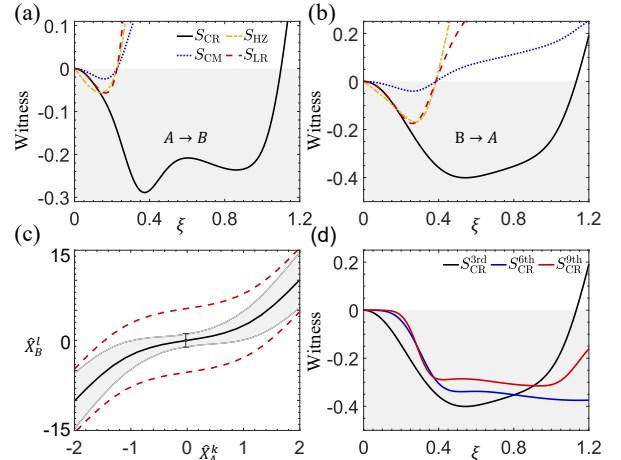 (a)
0.1
0
-0.1
-0.2
-0.3
Witness
S_CR S_HZ
S_CM S_LR
A → B
0 0.4 0.8 1.2
ξ
(b)
0.2
0
-0.2
-0.4
Witness
B → A
0 0.4 0.8 1.2
ξ
(c)
15
0
-15
X̂_B^l
-2 -1 0 1 2
X̂_A^k
(d)
0.2
0
-0.2
-0.4
Witness
S_CR^3rd S_CR^6th S_CR^9th
0 0.4 0.8 1.2
ξ